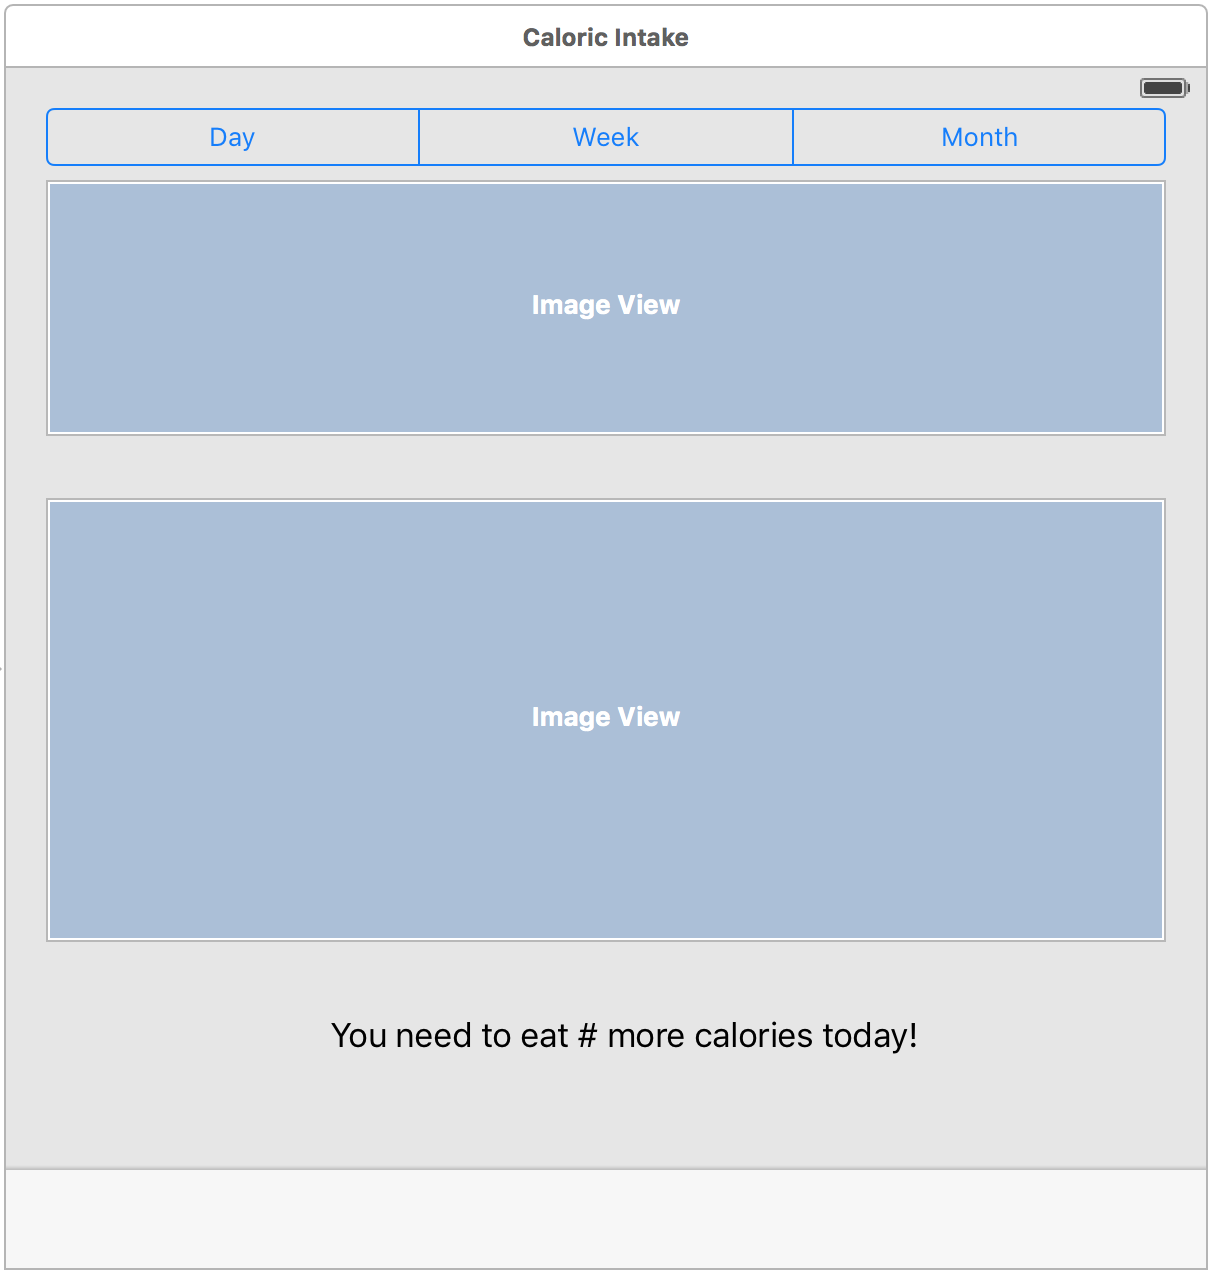 Caloric Intake
Day Week Month
Image View
Image View
You need to eat # more calories today!